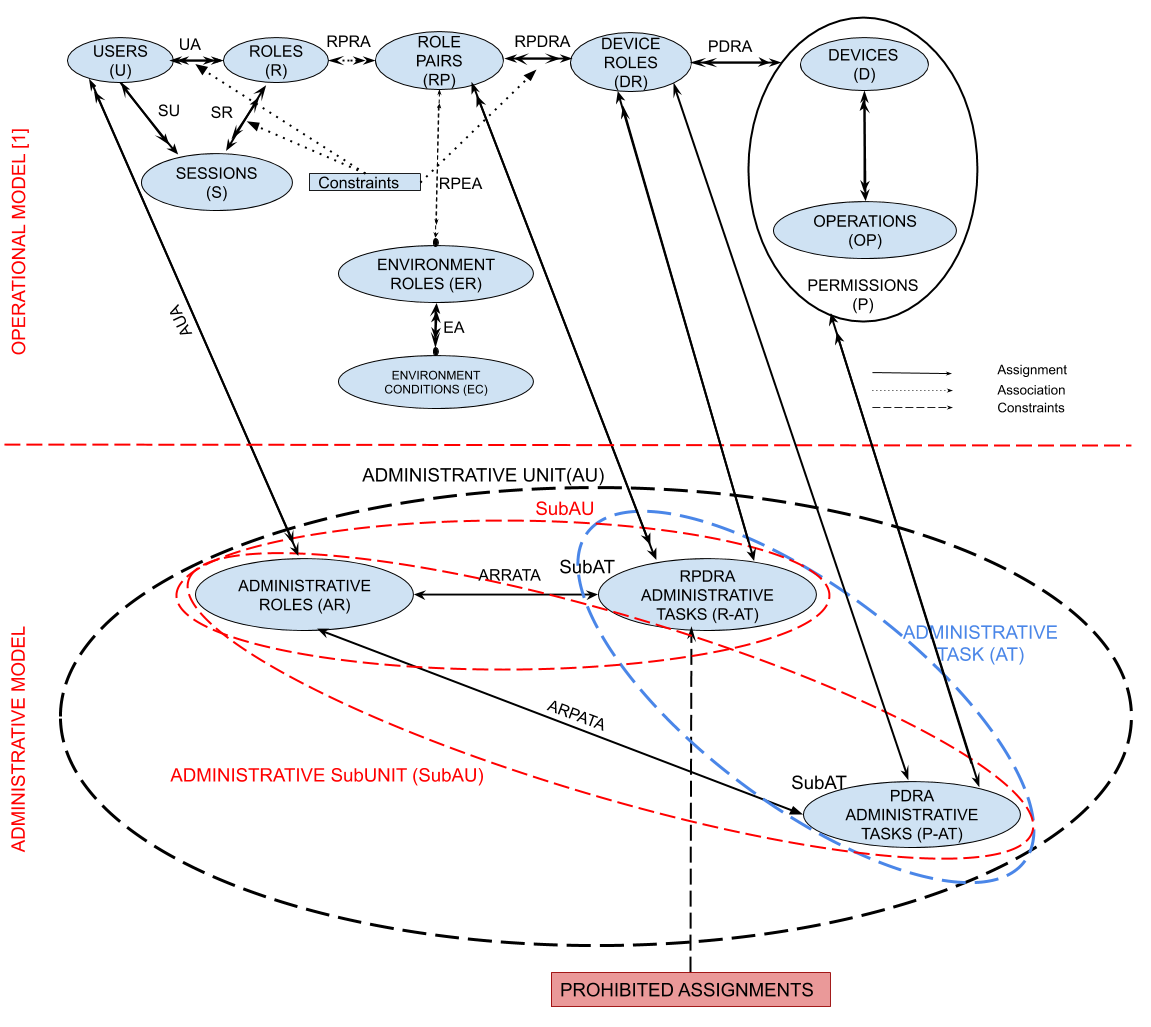 USERS
(U)
UA
ROLES
(R)
RPRA
ROLE
PAIRS
(RP)
RPDRA
DEVICE
ROLES
(DR)
PDRA
DEVICES
(D)
SU
SR
SESSIONS
(S)
Constraints
RPEA
OPERATIONS
(OP)
PERMISSIONS
(P)
ENVIRONMENT
ROLES (ER)
EA
ENVIRONMENT
CONDITIONS (EC)
AUA
OPERATIONAL MODEL [1]
Assignment
Association
Constraints
ADMINISTRATIVE UNIT(AU)
SubAU
SubAT
ADMINISTRATIVE
ROLES (AR)
ARRATA
RPDRA
ADMINISTRATIVE
TASKS (R-AT)
ADMINISTRATIVE
TASK (AT)
ARPATA
ADMINISTRATIVE SubUNIT (SubAU)
SubAT
PDRA
ADMINISTRATIVE
TASKS (P-AT)
ADMINISTRATIVE MODEL
PROHIBITED ASSIGNMENTS